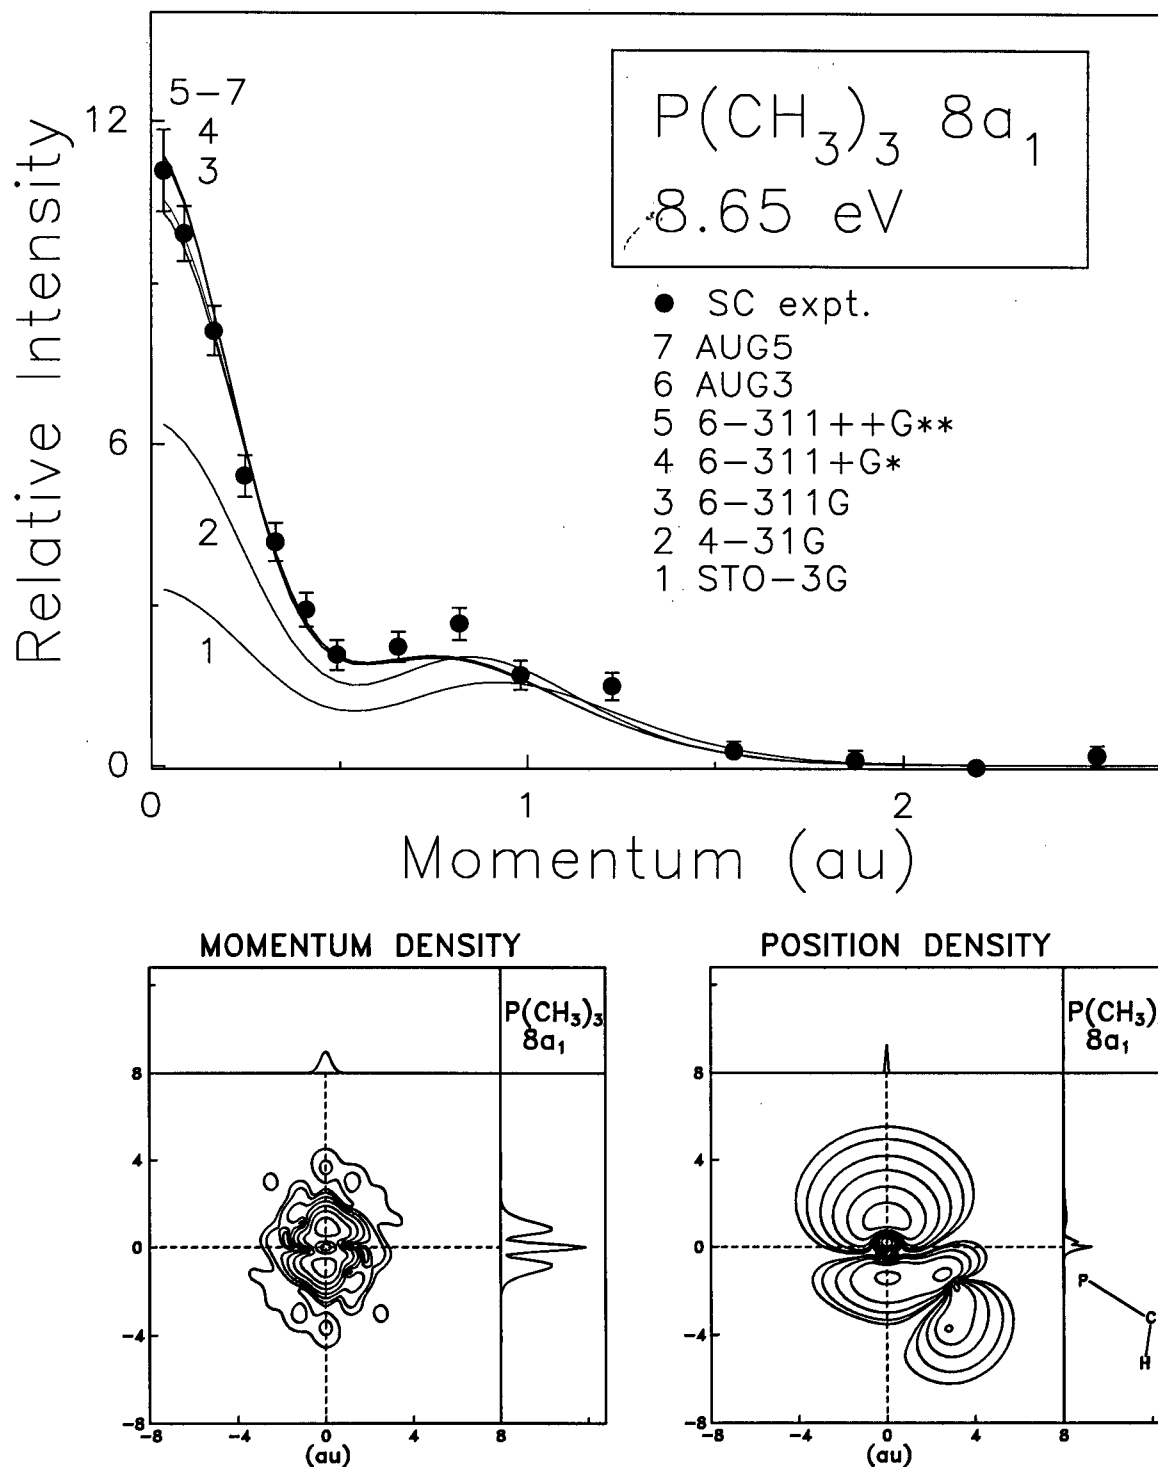 Relative Intensity
12
6
0
5-7
4
3
2
1
P(CH3)3 8a1
8.65 eV
● SC expt.
7 AUG5
6 AUG3
5 6-311++G**
4 6-311+G*
3 6-311G
2 4-31G
1 STO-3G
0 1 2
Momentum (au)
MOMENTUM DENSITY
P(CH3)3
8a1
8
4
0
-4
-8
-8 -4 0 4 8
(au)
POSITION DENSITY
P(CH3)
8a1
8
4
0
-4
-8
P
C
H
-8 -4 0 4 8
(au)